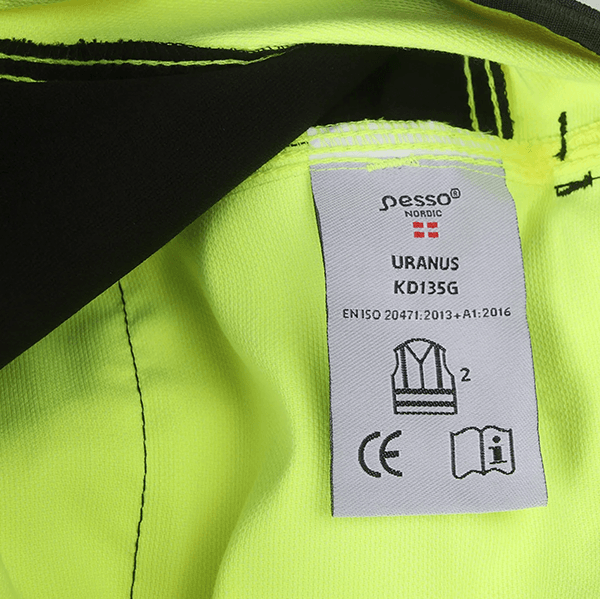 pesso®
NORDIC
URANUS
KD135G
EN ISO 20471:2013+A1:2016
2
CE
i